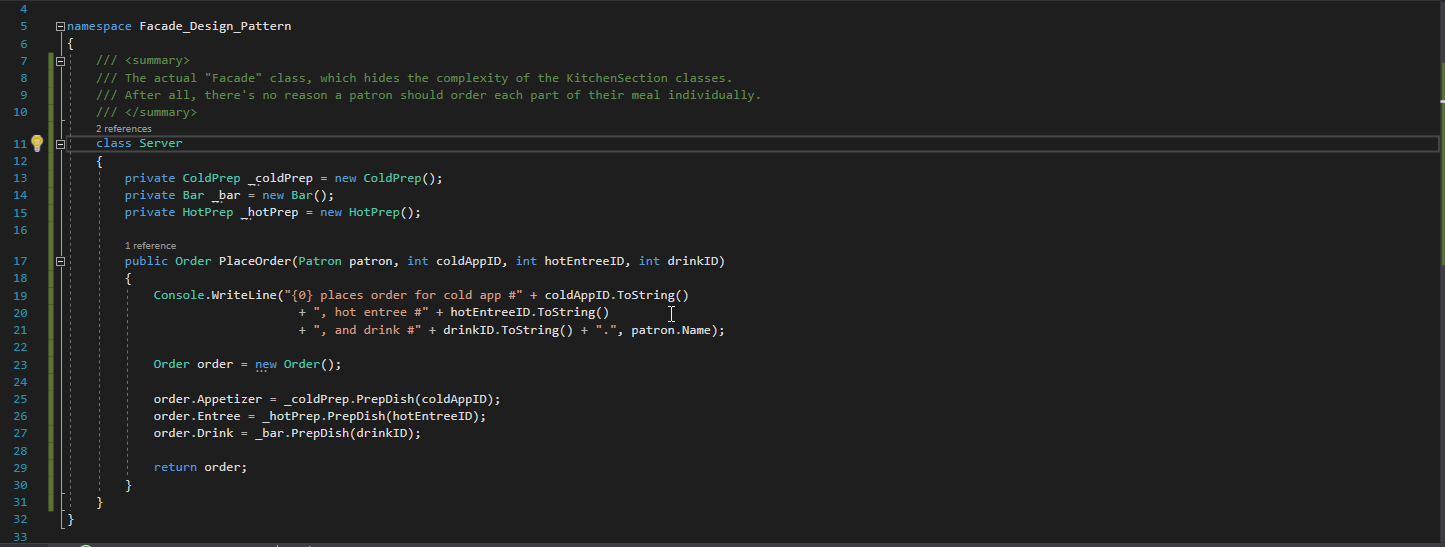 4
5 namespace Facade_Design_Pattern
6 {
7 /// <summary>
8 /// The actual "Facade" class, which hides the complexity of the KitchenSection classes.
9 /// After all, there's no reason a patron should order each part of their meal individually.
10 /// </summary>
2 references
11 class Server
12 {
13 private ColdPrep _coldPrep = new ColdPrep();
14 private Bar _bar = new Bar();
15 private HotPrep _hotPrep = new HotPrep();
16
1 reference
17 public Order PlaceOrder(Patron patron, int coldAppID, int hotEntreeID, int drinkID)
18 {
19 Console.WriteLine("{0} places order for cold app #" + coldAppID.ToString()
20 + ", hot entree #" + hotEntreeID.ToString()
21 + ", and drink #" + drinkID.ToString() + ".", patron.Name);
22
23 Order order = new Order();
24
25 order.Appetizer = _coldPrep.PrepDish(coldAppID);
26 order.Entree = _hotPrep.PrepDish(hotEntreeID);
27 order.Drink = _bar.PrepDish(drinkID);
28
29 return order;
30 }
31 }
32 }
33